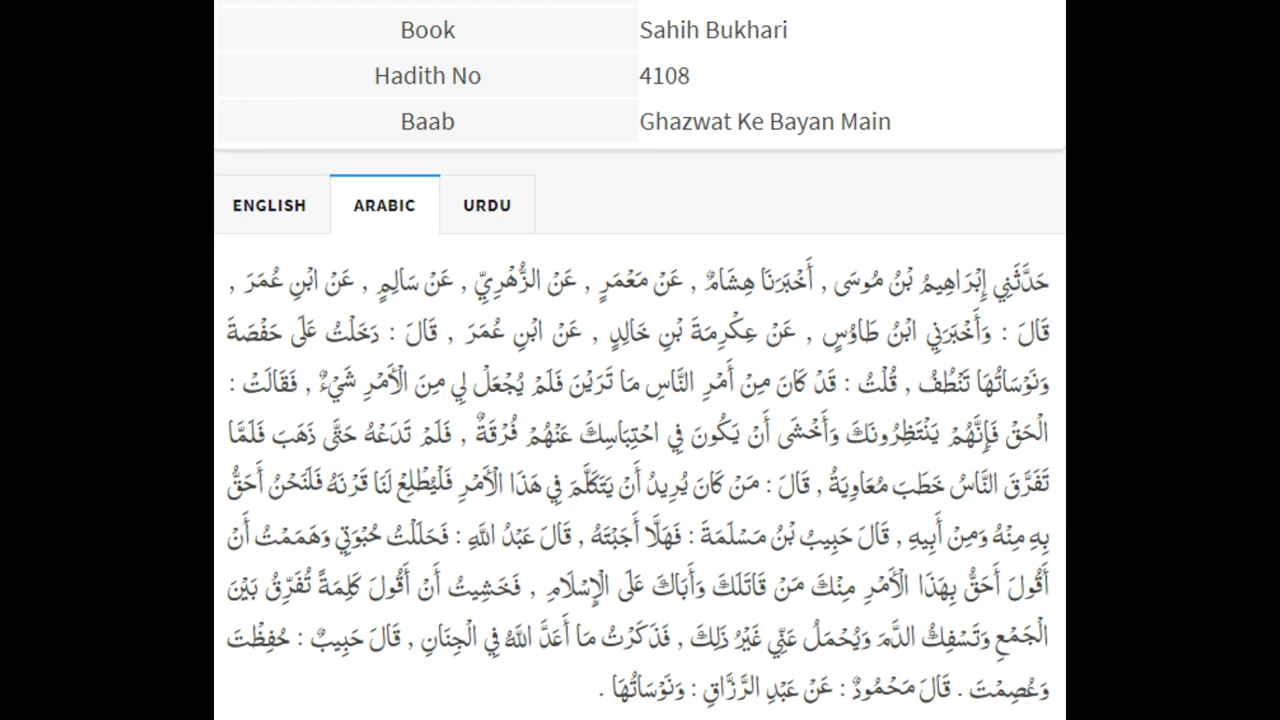 Book Sahih Bukhari
Hadith No 4108
Baab Ghazwat Ke Bayan Main
ENGLISH ARABIC URDU
حَدَّثَنِي إِبْرَاهِيمُ بْنُ مُوسَى , أَخْبَرَنَا هِشَامٌ , عَنْ مَعْمَرٍ , عَنْ الزُّهْرِيِّ , عَنْ سَالِمٍ , عَنْ ابْنِ عُمَرَ ,
قَالَ : وَأَخْبَرَنِي ابْنُ طَاوُسٍ , عَنْ عِكْرِمَةَ بْنِ خَالِدٍ , عَنْ ابْنِ عُمَرَ , قَالَ : دَخَلْتُ عَلَى حَفْصَةَ
وَنَوْسَاتُهَا تَنْطُفُ , قُلْتُ : قَدْ كَانَ مِنْ أَمْرِ النَّاسِ مَا تَرَيْنَ فَلَمْ يُجْعَلْ لِي مِنَ الْأَمْرِ شَيْءٌ , فَقَالَتْ :
الْحَقْ فَإِنَّهُمْ يَنْتَظِرُونَكَ وَأَخْشَى أَنْ يَكُونَ فِي احْتِبَاسِكَ عَنْهُمْ فُرْقَةٌ , فَلَمْ تَدَعْهُ حَتَّى ذَهَبَ فَلَمَّا
تَفَرَّقَ النَّاسُ خَطَبَ مُعَاوِيَةُ , قَالَ : مَنْ كَانَ يُرِيدُ أَنْ يَتَكَلَّمَ فِي هَذَا الْأَمْرِ فَلْيُطْلِعْ لَنَا قَرْنَهُ فَلَنَحْنُ أَحَقُّ
بِهِ مِنْهُ وَمِنْ أَبِيهِ , قَالَ حَبِيبُ بْنُ مَسْلَمَةَ : فَهَلَّا أَجَبْتَهُ , قَالَ عَبْدُ اللَّهِ : فَحَلَلْتُ حُبْوَتِي وَهَمَمْتُ أَنْ
أَقُولَ أَحَقُّ بِهَذَا الْأَمْرِ مِنْكَ مَنْ قَاتَلَكَ وَأَبَاكَ عَلَى الْإِسْلَامِ , فَخَشِيتُ أَنْ أَقُولَ كَلِمَةً تُفَرِّقُ بَيْنَ
الْجَمْعِ وَتَسْفِكُ الدَّمَ وَيُحْمَلُ عَنِّي غَيْرُ ذَلِكَ , فَذَكَرْتُ مَا أَعَدَّ اللَّهُ فِي الْجِنَانِ , قَالَ حَبِيبٌ : حُفِظْتَ
وَعُصِمْتَ . قَالَ مَحْمُودٌ : عَنْ عَبْدِ الرَّزَّاقِ : وَنَوْسَاتُهَا .